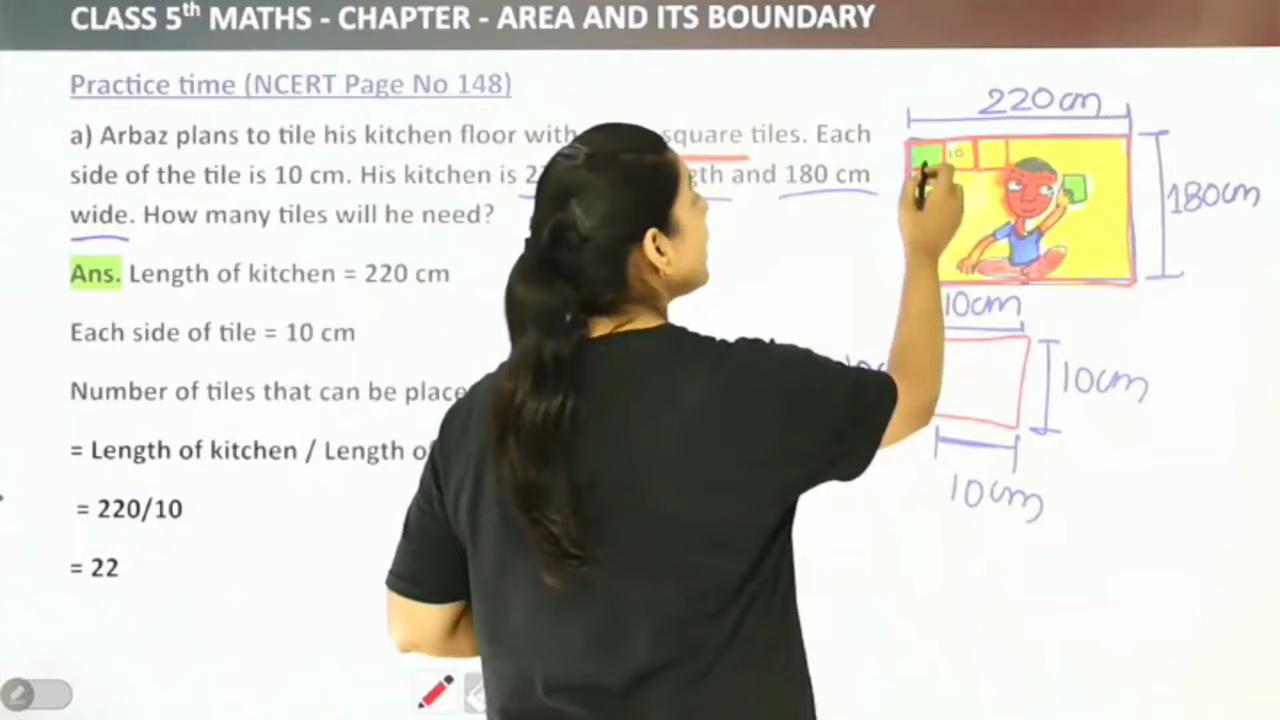 CLASS 5th MATHS - CHAPTER - AREA AND ITS BOUNDARY
Practice time (NCERT Page No 148)
a) Arbaz plans to tile his kitchen floor with square tiles. Each
side of the tile is 10 cm. His kitchen is and 180 cm
wide. How many tiles will he need?
Ans. Length of kitchen = 220 cm
Each side of tile = 10 cm
Number of tiles that can be
= Length of kitchen / Length
= 220/10
= 22
220cm
10
180cm
10cm
10cm
10cm